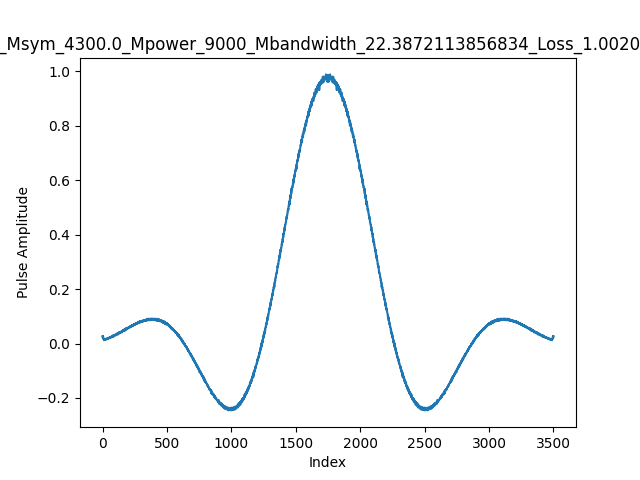 _Msym_4300.0_Mpower_9000_Mbandwidth_22.3872113856834_Loss_1.0020
1.0
0.8
0.6
0.4
0.2
0.0
−0.2
Pulse Amplitude
0 500 1000 1500 2000 2500 3000 3500
Index